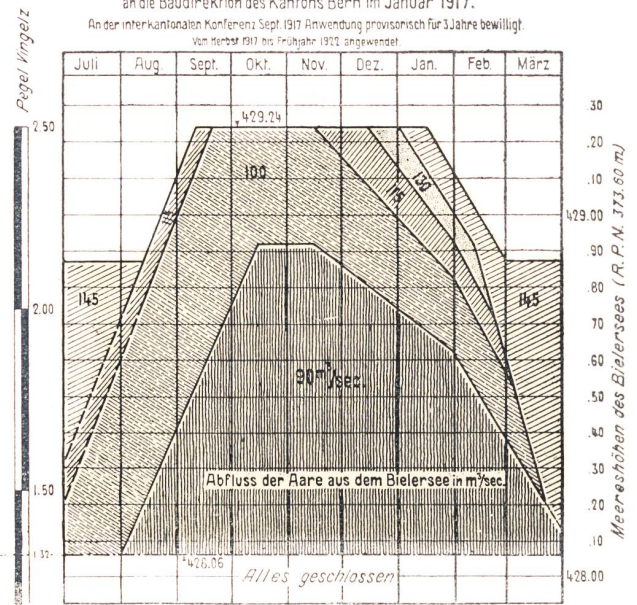 an die Baudirektion des Kantons Bern im Januar 1917.
An der interkantonalen Konferenz Sept. 1917 Anwendung provisorisch für 3 Jahre bewilligt.
Vom Herbst 1917 bis Frühjahr 1922 angewendet.
Pegel Vingelz
Juli Aug. Sept. Okt. Nov. Dez. Jan. Feb. März
429.24
2.50
2.00
1.50
1.32
.30
.20
.10
429.00
.90
.80
.70
.60
.50
.40
.30
.20
.10
428.00
Meereshöhen des Bielersees (R.P.N. 373.60 m)
100
115
130
145
145
90 m³/sec.
Abfluss der Aare aus dem Bielersee in m³/sec.
428.06
Alles geschlossen